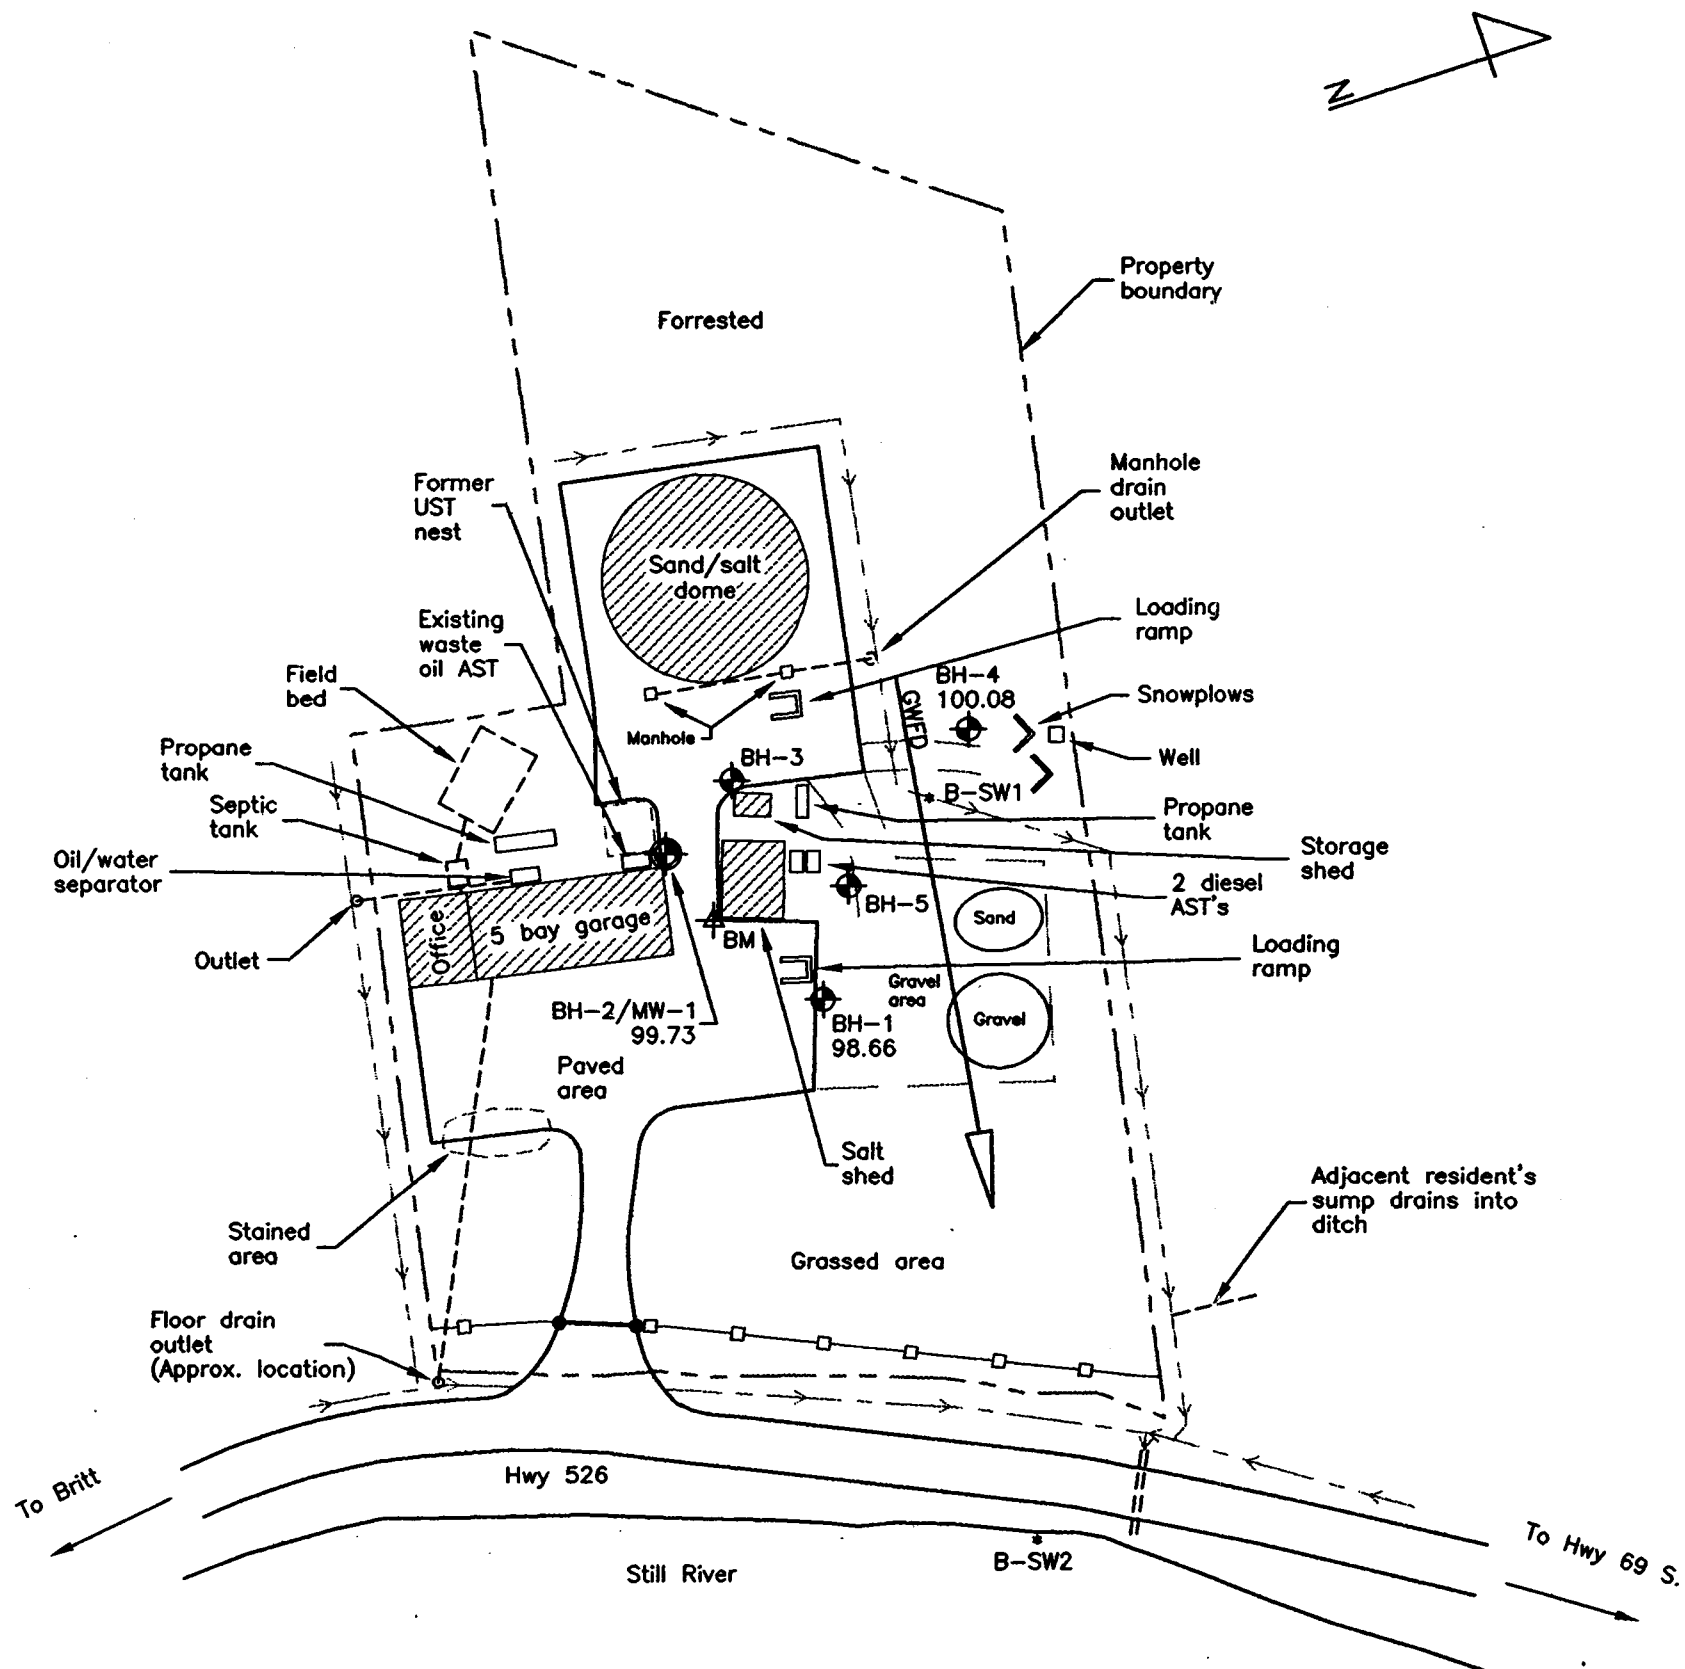 N
Property
boundary
Forrested
Former
UST
nest
Manhole
drain
outlet
Sand/salt
dome
Existing
waste
oil AST
Loading
ramp
Field
bed
BH-4
100.08
GWFD
Snowplows
Manhole
Propane
tank
BH-3
Well
Septic
tank
B-SW1
Propane
tank
Oil/water
separator
Storage
shed
2 diesel
AST's
BH-5
Sand
Office
5 bay garage
BM
Outlet
Loading
ramp
Gravel
area
BH-2/MW-1
99.73
BH-1
98.66
Gravel
Paved
area
Salt
shed
Adjacent resident's
sump drains into
ditch
Stained
area
Grassed area
Floor drain
outlet
(Approx. location)
To Britt
Hwy 526
To Hwy 69 S.
B-SW2
Still River